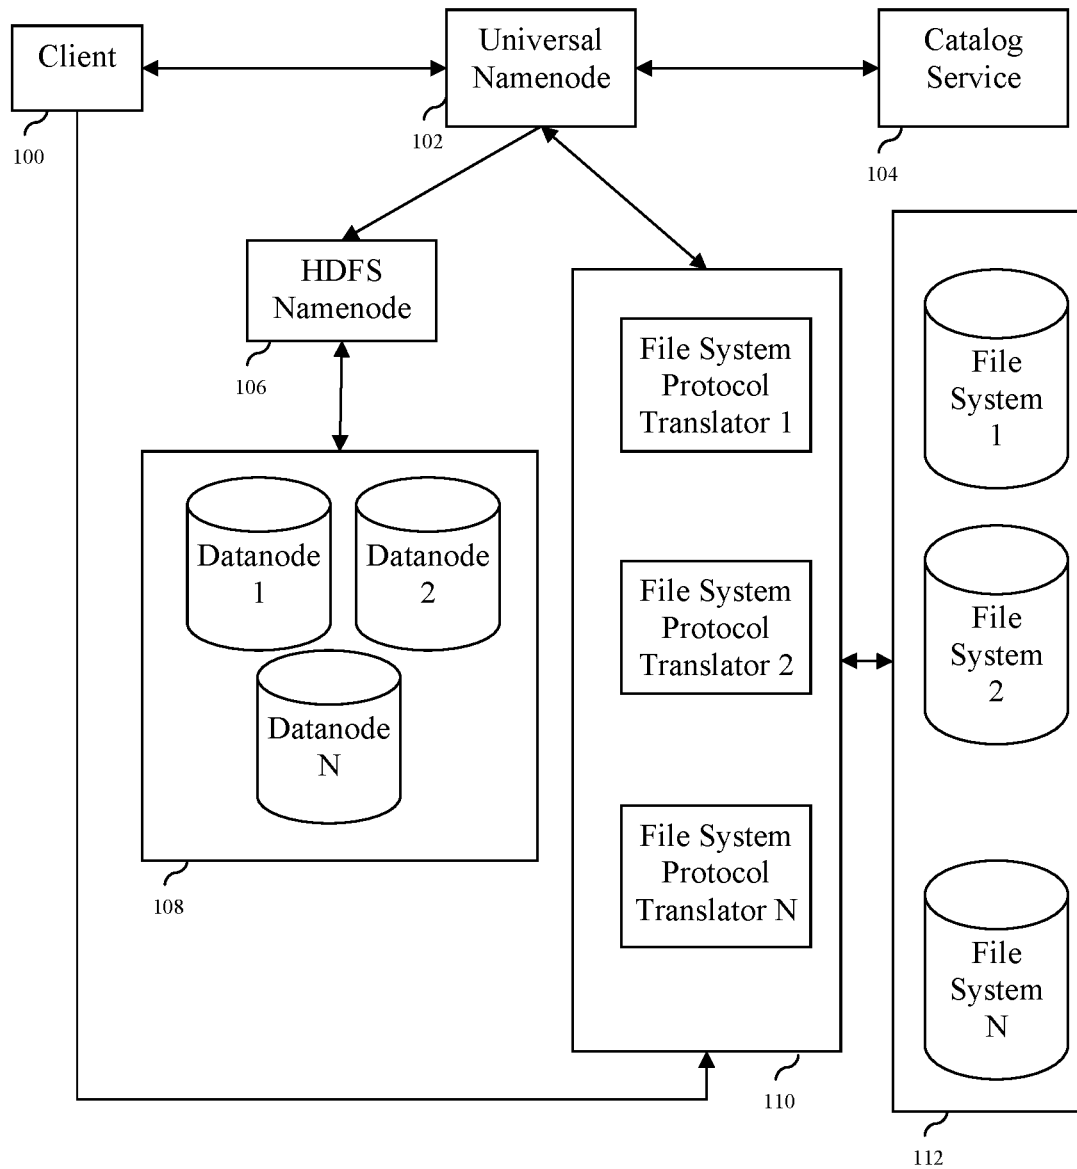 Client
100
Universal
Namenode
102
Catalog
Service
104
HDFS
Namenode
106
Datanode
1
Datanode
2
Datanode
N
108
File System
Protocol
Translator 1
File System
Protocol
Translator 2
File System
Protocol
Translator N
110
File
System
1
File
System
2
File
System
N
112